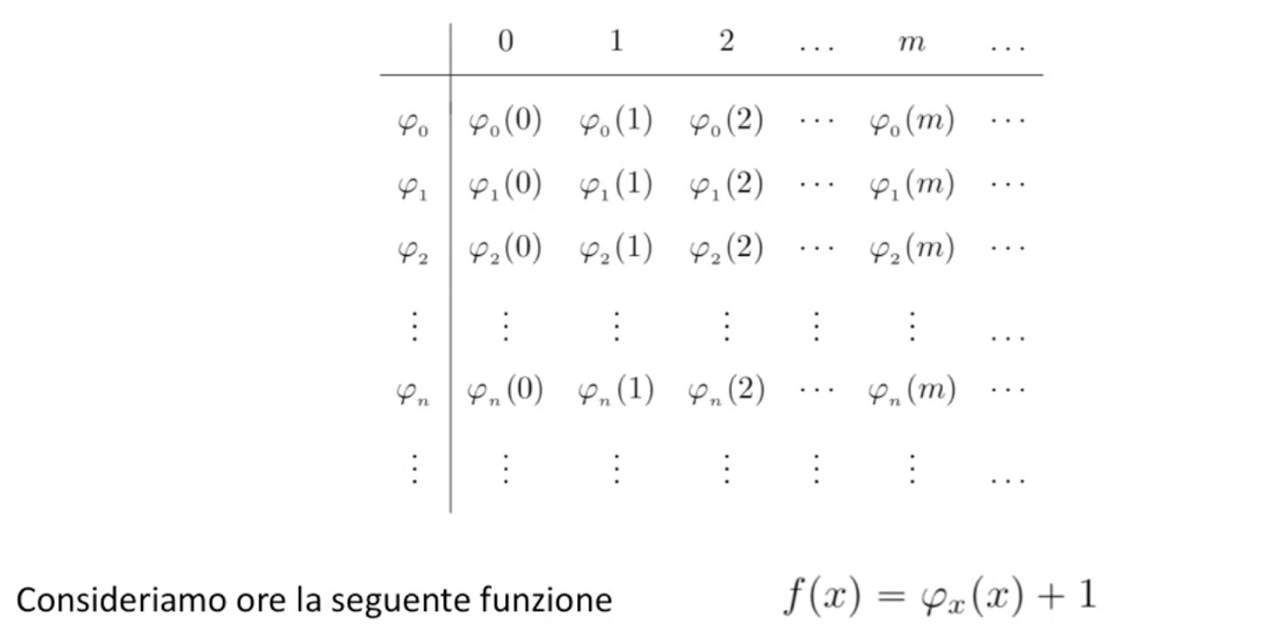 0 1 2 ... m ...
φ₀ φ₀(0) φ₀(1) φ₀(2) ⋯ φ₀(m) ⋯
φ₁ φ₁(0) φ₁(1) φ₁(2) ⋯ φ₁(m) ⋯
φ₂ φ₂(0) φ₂(1) φ₂(2) ⋯ φ₂(m) ⋯
⋮ ⋮ ⋮ ⋮ ⋮ ⋮ ...
φₙ φₙ(0) φₙ(1) φₙ(2) ⋯ φₙ(m) ⋯
⋮ ⋮ ⋮ ⋮ ⋮ ⋮ ...
Consideriamo ore la seguente funzione f(x) = φₓ(x) + 1